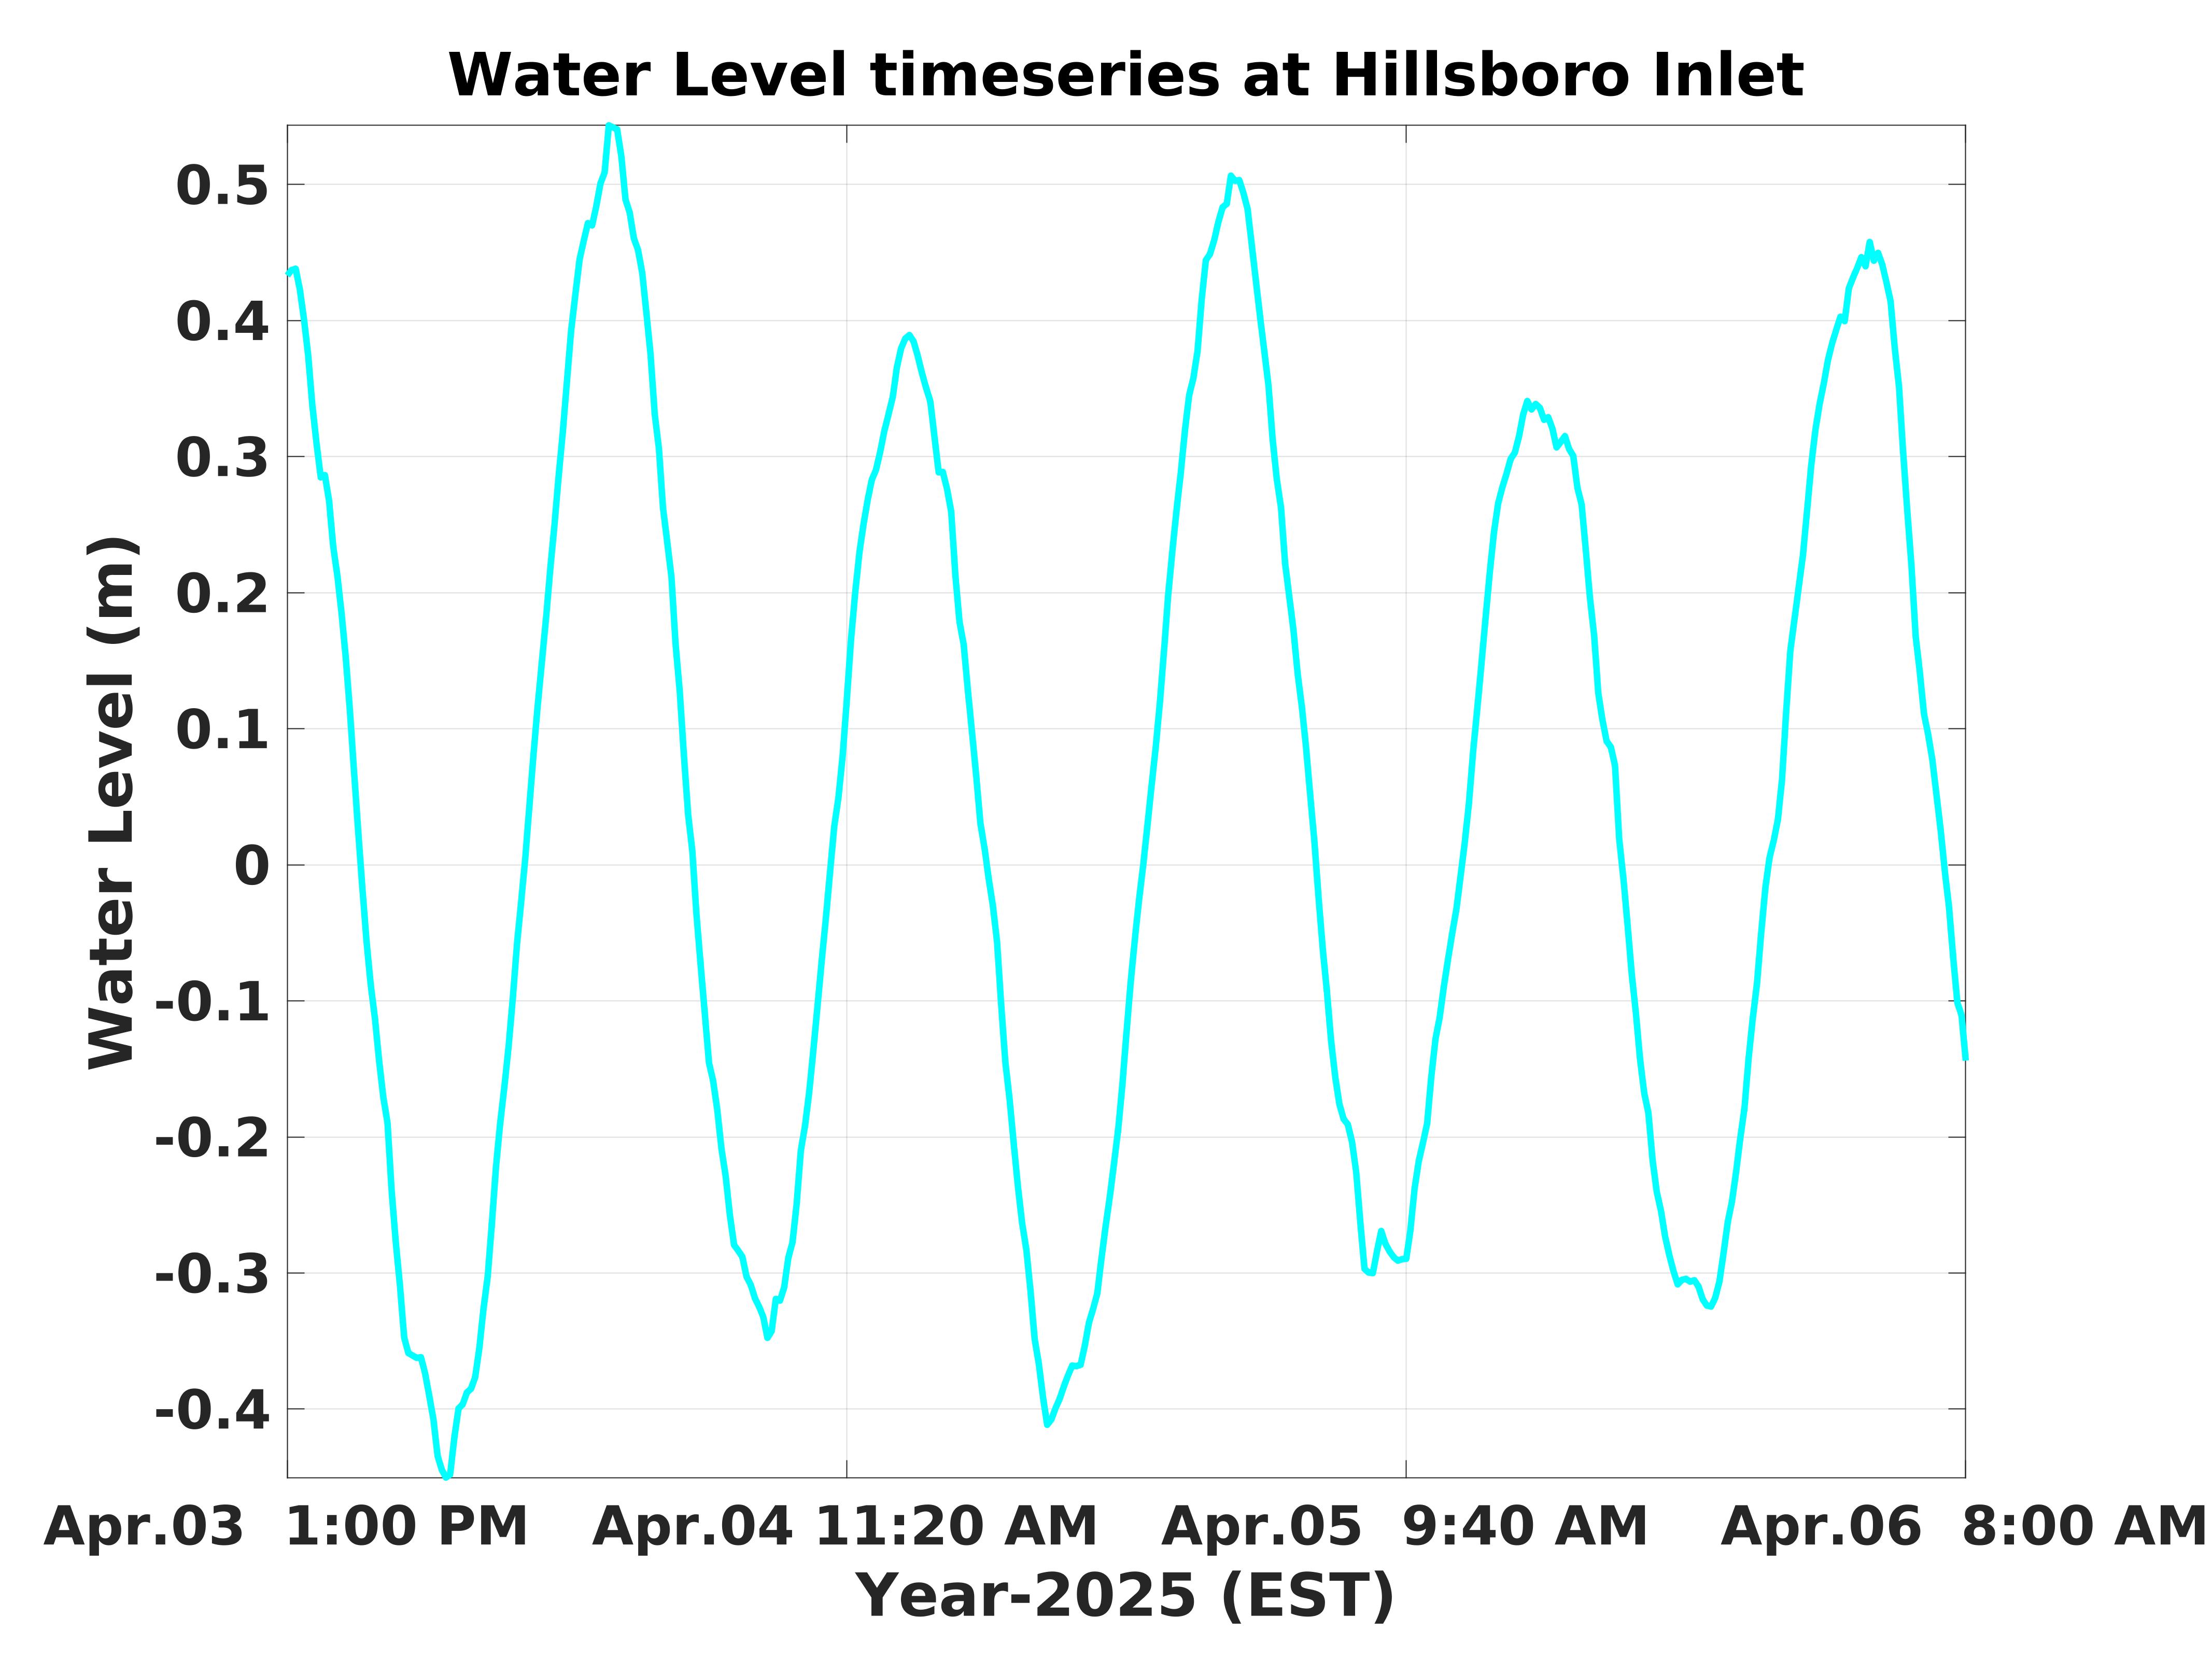 Water Level timeseries at Hillsboro Inlet
Water Level (m)
0.5
0.4
0.3
0.2
0.1
0
-0.1
-0.2
-0.3
-0.4
Apr.03 1:00 PM Apr.04 11:20 AM Apr.05 9:40 AM Apr.06 8:00 AM
Year-2025 (EST)